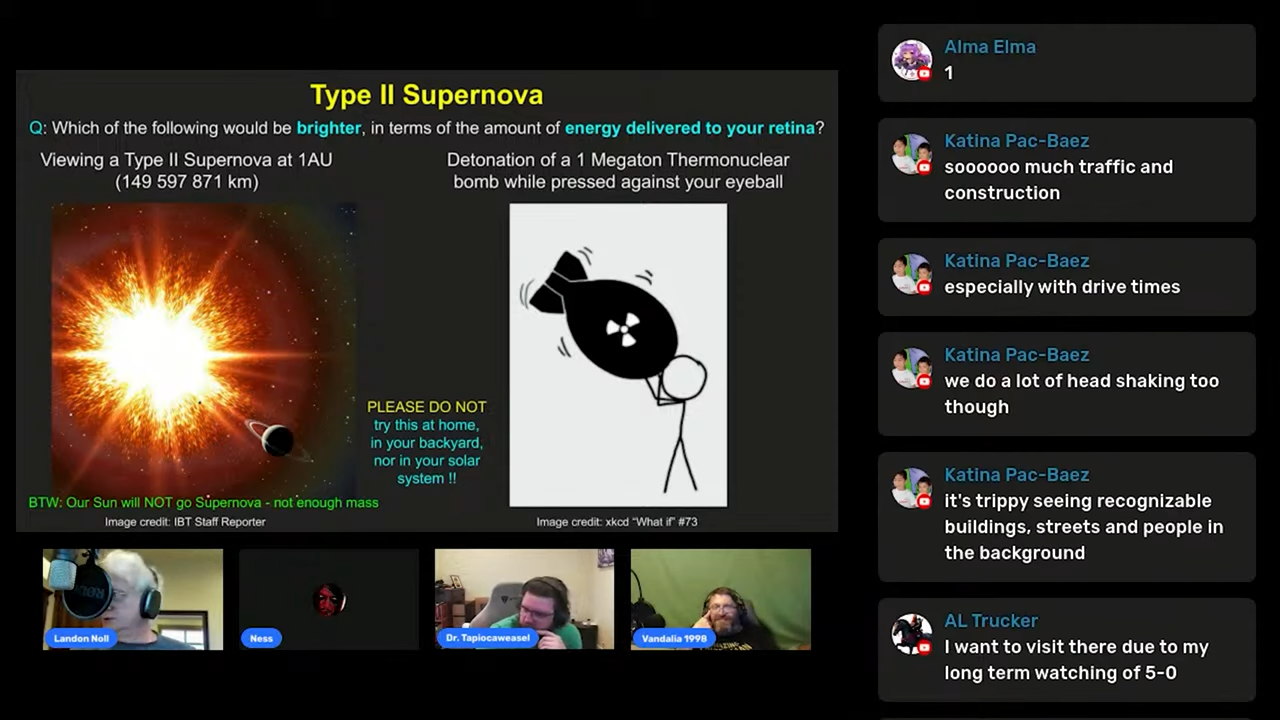 Type II Supernova
Q: Which of the following would be brighter, in terms of the amount of energy delivered to your retina?
Viewing a Type II Supernova at 1AU
(149 597 871 km)
Detonation of a 1 Megaton Thermonuclear
bomb while pressed against your eyeball
PLEASE DO NOT
try this at home,
in your backyard,
nor in your solar
system !!
BTW: Our Sun will NOT go Supernova - not enough mass
Image credit: IBT Staff Reporter
Image credit: xkcd "What if" #73
Landon Noll
Ness
Dr. Tapiocaweasel
Vandalia 1998
Alma Elma
1
Katina Pac-Baez
soooooo much traffic and
construction
Katina Pac-Baez
especially with drive times
Katina Pac-Baez
we do a lot of head shaking too
though
Katina Pac-Baez
it's trippy seeing recognizable
buildings, streets and people in
the background
AL Trucker
I want to visit there due to my
long term watching of 5-0